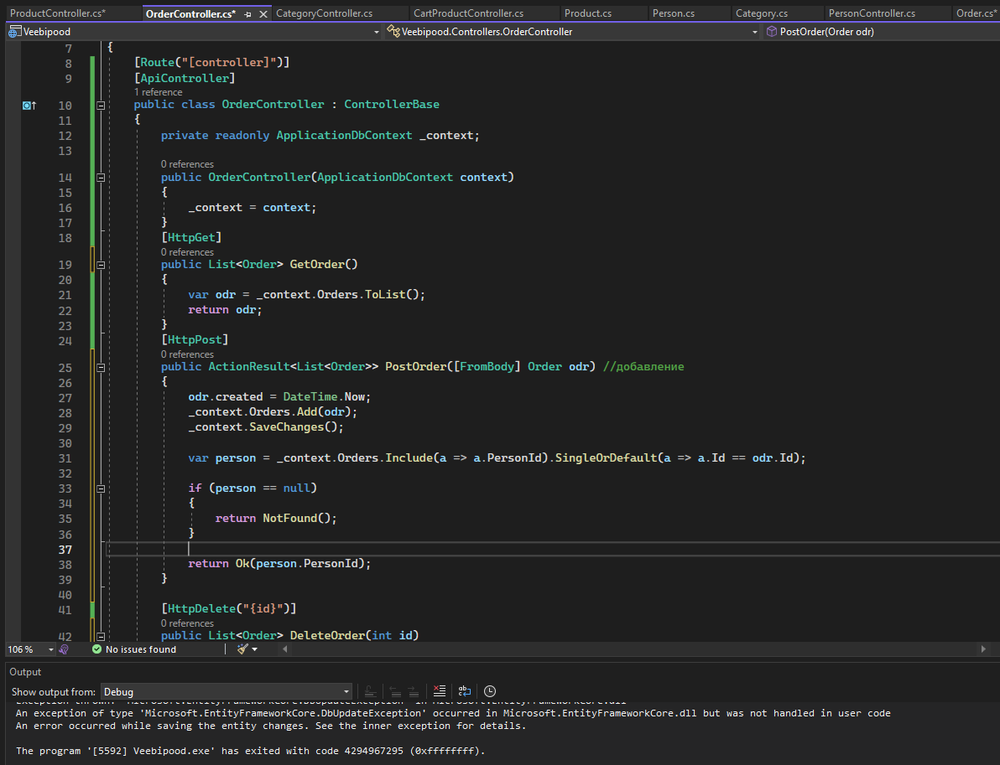 ProductController.cs* OrderController.cs* CategoryController.cs CartProductController.cs Product.cs Person.cs Category.cs PersonController.cs Order.cs*
Veebipood Veebipood.Controllers.OrderController PostOrder(Order odr)
7 {
8 [Route("[controller]")]
9 [ApiController]
1 reference
10 public class OrderController : ControllerBase
11 {
12 private readonly ApplicationDbContext _context;
13
0 references
14 public OrderController(ApplicationDbContext context)
15 {
16 _context = context;
17 }
18 [HttpGet]
0 references
19 public List<Order> GetOrder()
20 {
21 var odr = _context.Orders.ToList();
22 return odr;
23 }
24 [HttpPost]
0 references
25 public ActionResult<List<Order>> PostOrder([FromBody] Order odr) //добавление
26 {
27 odr.created = DateTime.Now;
28 _context.Orders.Add(odr);
29 _context.SaveChanges();
30
31 var person = _context.Orders.Include(a => a.PersonId).SingleOrDefault(a => a.Id == odr.Id);
32
33 if (person == null)
34 {
35 return NotFound();
36 }
37
38 return Ok(person.PersonId);
39 }
40
41 [HttpDelete("{id}")]
0 references
42 public List<Order> DeleteOrder(int id)
106 % No issues found
Output
Show output from: Debug
Exception thrown: 'Microsoft.EntityFrameworkCore.DbUpdateException' in Microsoft.EntityFrameworkCore.dll
An exception of type 'Microsoft.EntityFrameworkCore.DbUpdateException' occurred in Microsoft.EntityFrameworkCore.dll but was not handled in user code
An error occurred while saving the entity changes. See the inner exception for details.
The program '[5592] Veebipood.exe' has exited with code 4294967295 (0xffffffff).